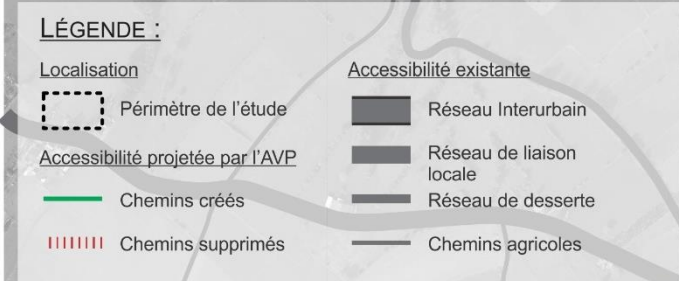 LÉGENDE :
Localisation
Périmètre de l'étude
Accessibilité projetée par l'AVP
Chemins créés
Chemins supprimés
Accessibilité existante
Réseau Interurbain
Réseau de liaison
locale
Réseau de desserte
Chemins agricoles